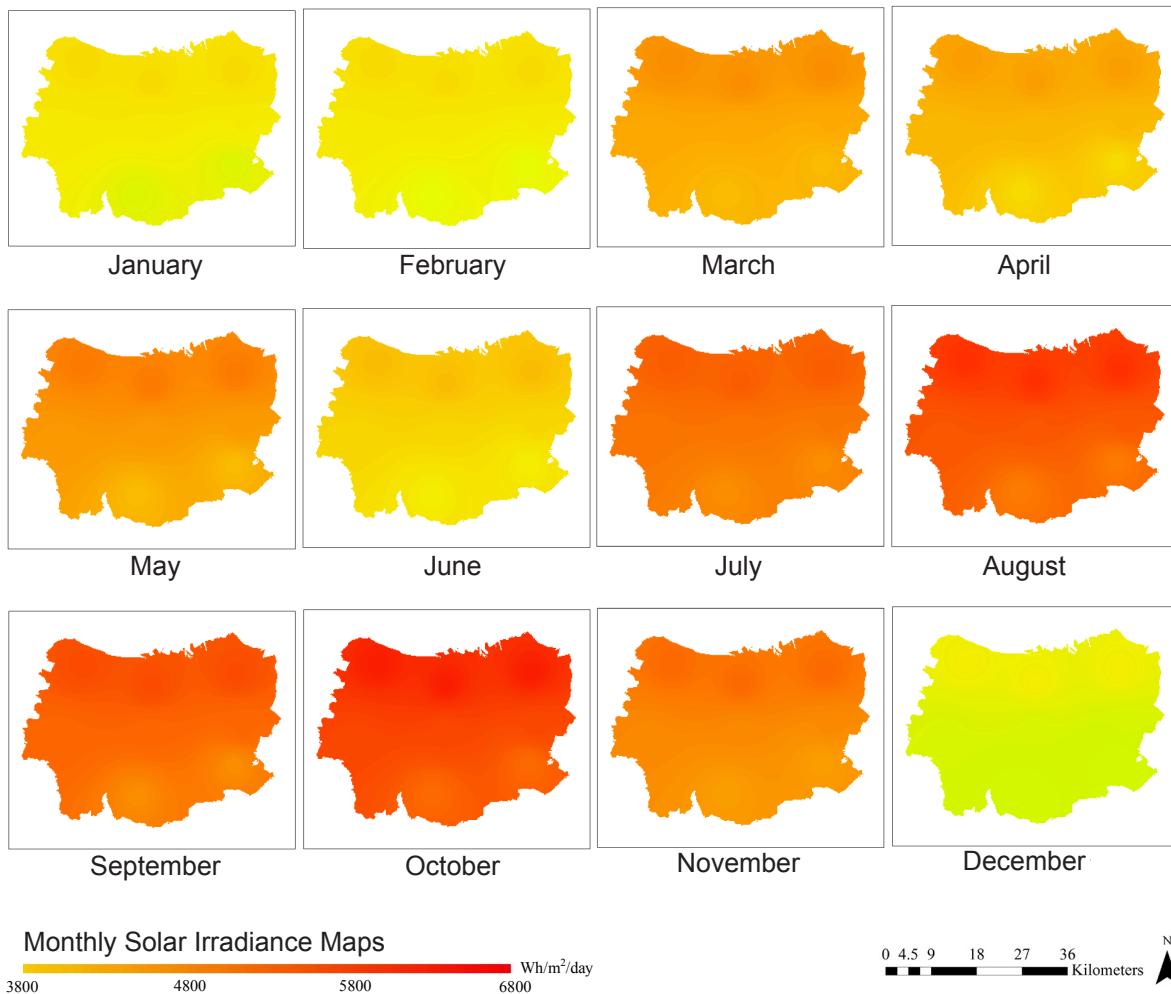 January February March April
May June July August
September October November December
Monthly Solar Irradiance Maps
Wh/m²/day
3800 4800 5800 6800
0 4.5 9 18 27 36
Kilometers
N